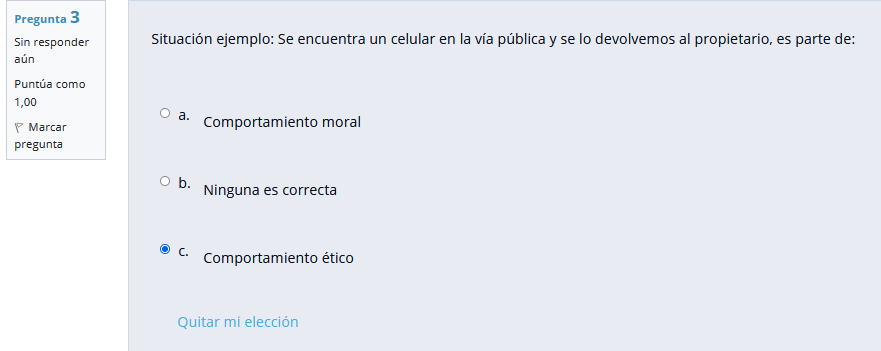 Pregunta 3
Sin responder
aún
Puntúa como
1,00
Marcar
pregunta
Situación ejemplo: Se encuentra un celular en la vía pública y se lo devolvemos al propietario, es parte de:
a. Comportamiento moral
b. Ninguna es correcta
c. Comportamiento ético
Quitar mi elección